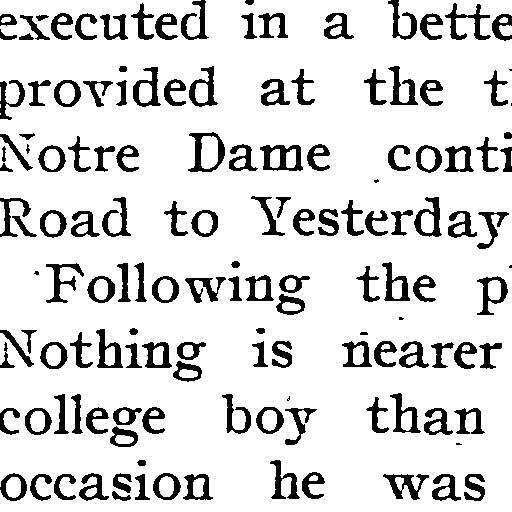 executed in a bette
provided at the t
Notre Dame conti
Road to Yesterday
Following the p
Nothing is nearer
college boy than
occasion he was